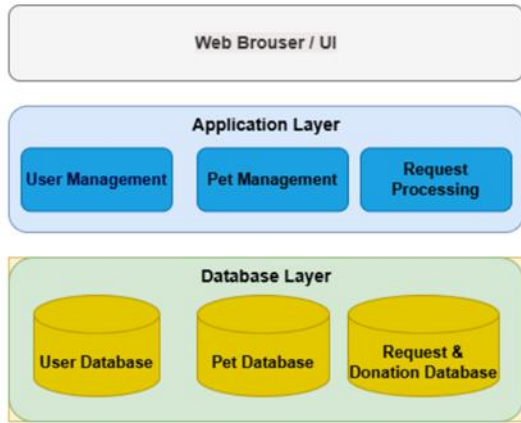 Web Brouser / UI
Application Layer
User Management
Pet Management
Request
Processing
Database Layer
User Database
Pet Database
Request &
Donation Database